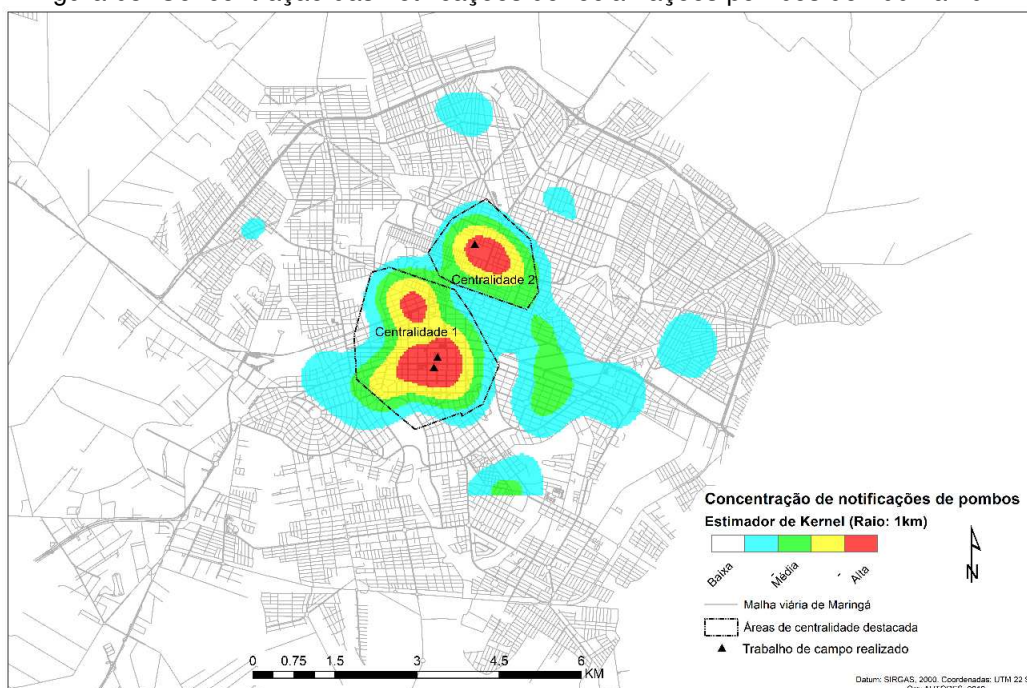 Centralidade 2
Centralidade 1
Concentração de notificações de pombos
Estimador de Kernel (Raio: 1km)
Baixa - Média - Alta
Malha viária de Maringá
Áreas de centralidade destacada
Trabalho de campo realizado
N
0 0.75 1.5 3 4.5 6
KM
Datum: SIRGAS, 2000. Coordenadas: UTM 22 S